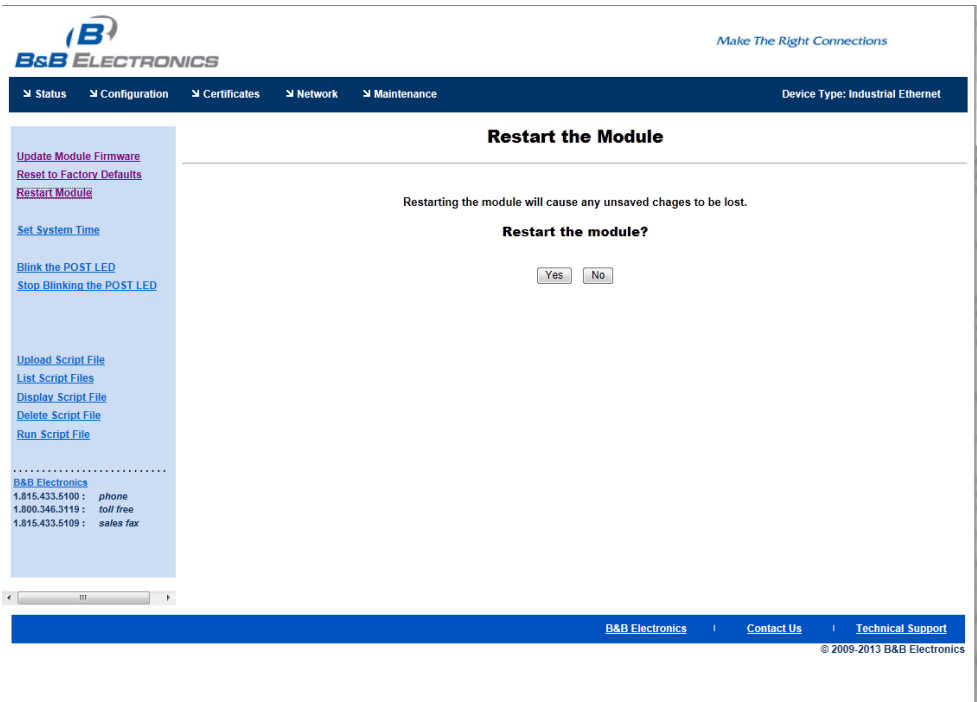 B
B&B ELECTRONICS
Make The Right Connections
Status Configuration Certificates Network Maintenance Device Type: Industrial Ethernet
Update Module Firmware
Reset to Factory Defaults
Restart Module
Set System Time
Blink the POST LED
Stop Blinking the POST LED
Upload Script File
List Script Files
Display Script File
Delete Script File
Run Script File
...........................
B&B Electronics
1.815.433.5100 : phone
1.800.346.3119 : toll free
1.815.433.5109 : sales fax
Restart the Module
Restarting the module will cause any unsaved chages to be lost.
Restart the module?
Yes No
B&B Electronics | Contact Us | Technical Support
© 2009-2013 B&B Electronics